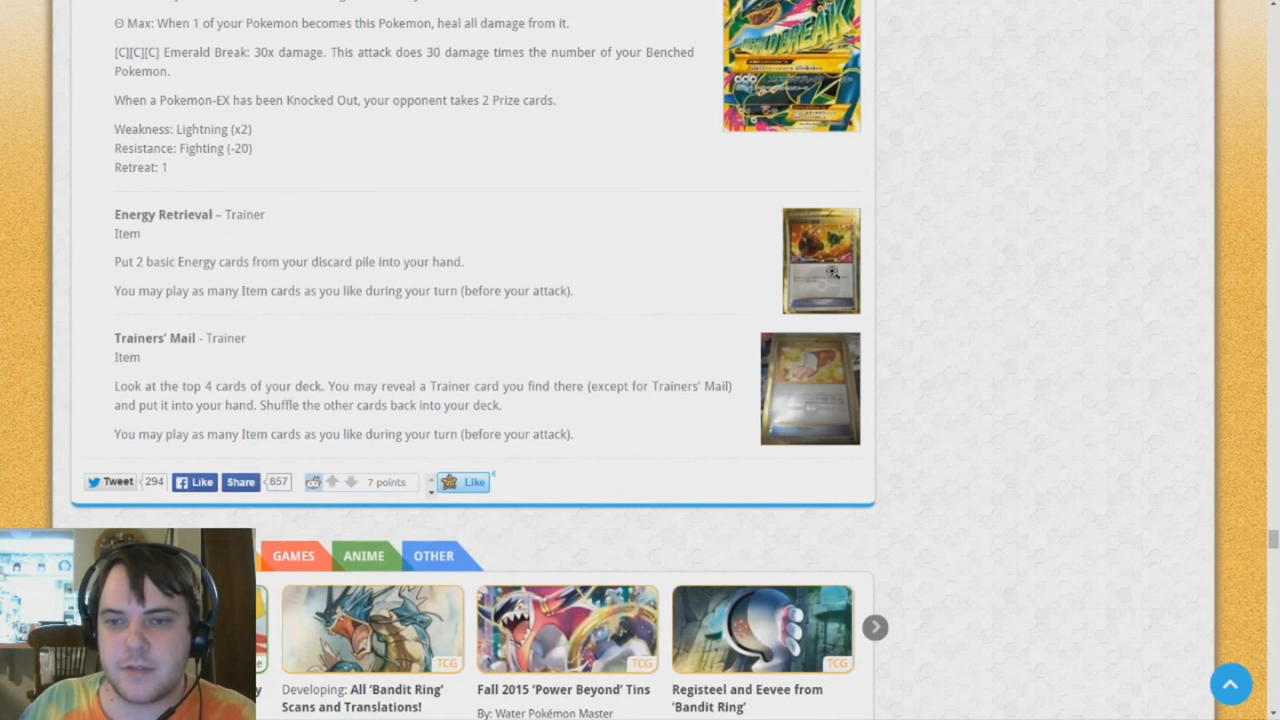 Θ Max: When 1 of your Pokemon becomes this Pokemon, heal all damage from it.
[C][C][C] Emerald Break: 30x damage. This attack does 30 damage times the number of your Benched
Pokemon.
When a Pokemon-EX has been Knocked Out, your opponent takes 2 Prize cards.
Weakness: Lightning (x2)
Resistance: Fighting (-20)
Retreat: 1
Energy Retrieval – Trainer
Item
Put 2 basic Energy cards from your discard pile into your hand.
You may play as many Item cards as you like during your turn (before your attack).
Trainers' Mail - Trainer
Item
Look at the top 4 cards of your deck. You may reveal a Trainer card you find there (except for Trainers' Mail)
and put it into your hand. Shuffle the other cards back into your deck.
You may play as many Item cards as you like during your turn (before your attack).
Tweet 294 Like Share 857 7 points Like
GAMES ANIME OTHER
TCG TCG TCG
Developing: All 'Bandit Ring'
Scans and Translations!
Fall 2015 'Power Beyond' Tins
By: Water Pokémon Master
Registeel and Eevee from
'Bandit Ring'